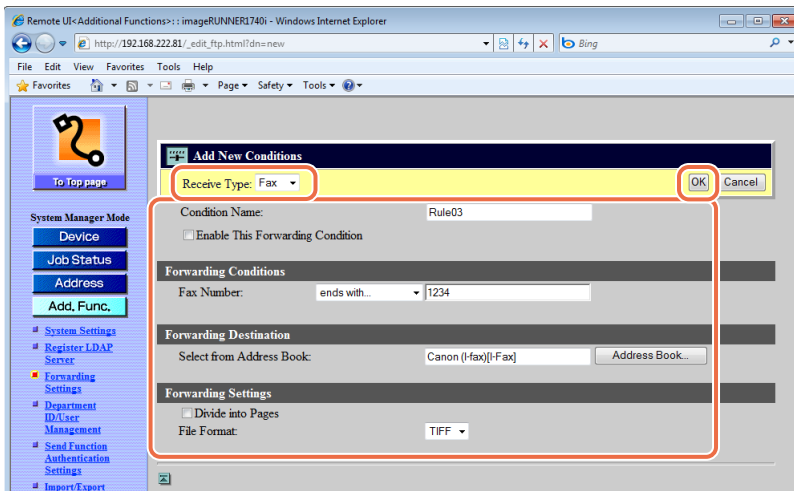 Remote UI<Additional Functions>: : imageRUNNER1740i - Windows Internet Explorer
http://192.168.222.81/_edit_ftp.html?dn=new
Bing
File Edit View Favorites Tools Help
Favorites Page Safety Tools
Add New Conditions
To Top page
Receive Type: Fax OK Cancel
System Manager Mode
Condition Name: Rule03
Device
Enable This Forwarding Condition
Job Status
Forwarding Conditions
Address
Fax Number: ends with... 1234
Add. Func.
System Settings
Forwarding Destination
Register LDAP
Server
Select from Address Book: Canon (I-fax)[I-Fax] Address Book...
Forwarding
Settings
Forwarding Settings
Department
ID/User
Management
Divide into Pages
File Format: TIFF
Send Function
Authentication
Settings
Import/Export